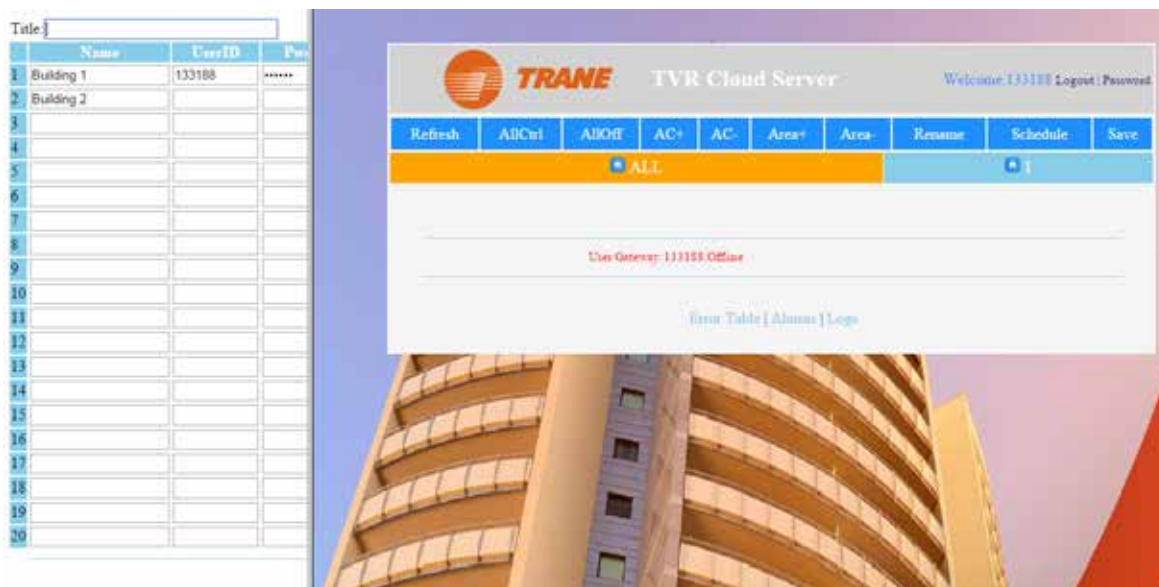 Title:
Name UserID
1 Building 1 133188 ••••••
2 Building 2
3
4
5
6
7
8
9
10
11
12
13
14
15
16
17
18
19
20
TRANE TVR Cloud Server Welcome,133188 Logout | Password
Refresh AllCtrl AllOff AC+ AC- Area+ Area- Rename Schedule Save
ALL 1
User Gateway: 133188 Offline
Error Table | Alarms | Logs